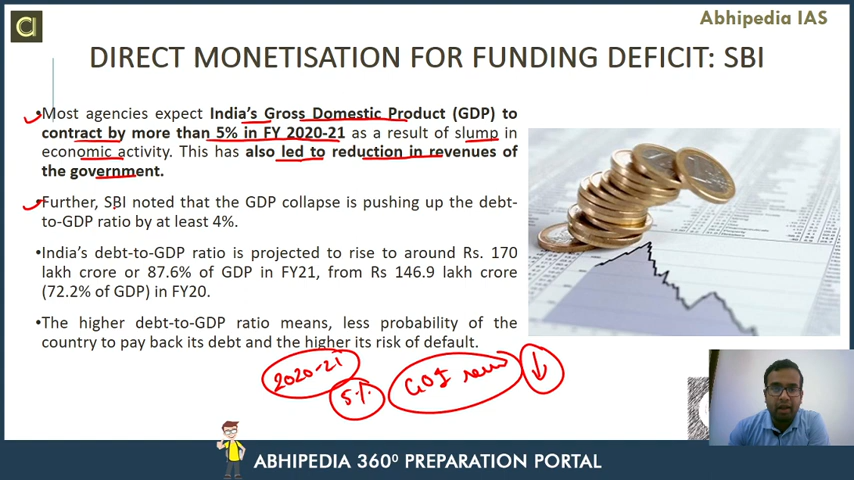 Abhipedia IAS
DIRECT MONETISATION FOR FUNDING DEFICIT: SBI
•Most agencies expect India's Gross Domestic Product (GDP) to
contract by more than 5% in FY 2020-21 as a result of slump in
economic activity. This has also led to reduction in revenues of
the government.
•Further, SBI noted that the GDP collapse is pushing up the debt-
to-GDP ratio by at least 4%.
•India's debt-to-GDP ratio is projected to rise to around Rs. 170
lakh crore or 87.6% of GDP in FY21, from Rs 146.9 lakh crore
(72.2% of GDP) in FY20.
•The higher debt-to-GDP ratio means, less probability of the
country to pay back its debt and the higher its risk of default.
2020-21
5%
GOI
ABHIPEDIA 360⁰ PREPARATION PORTAL